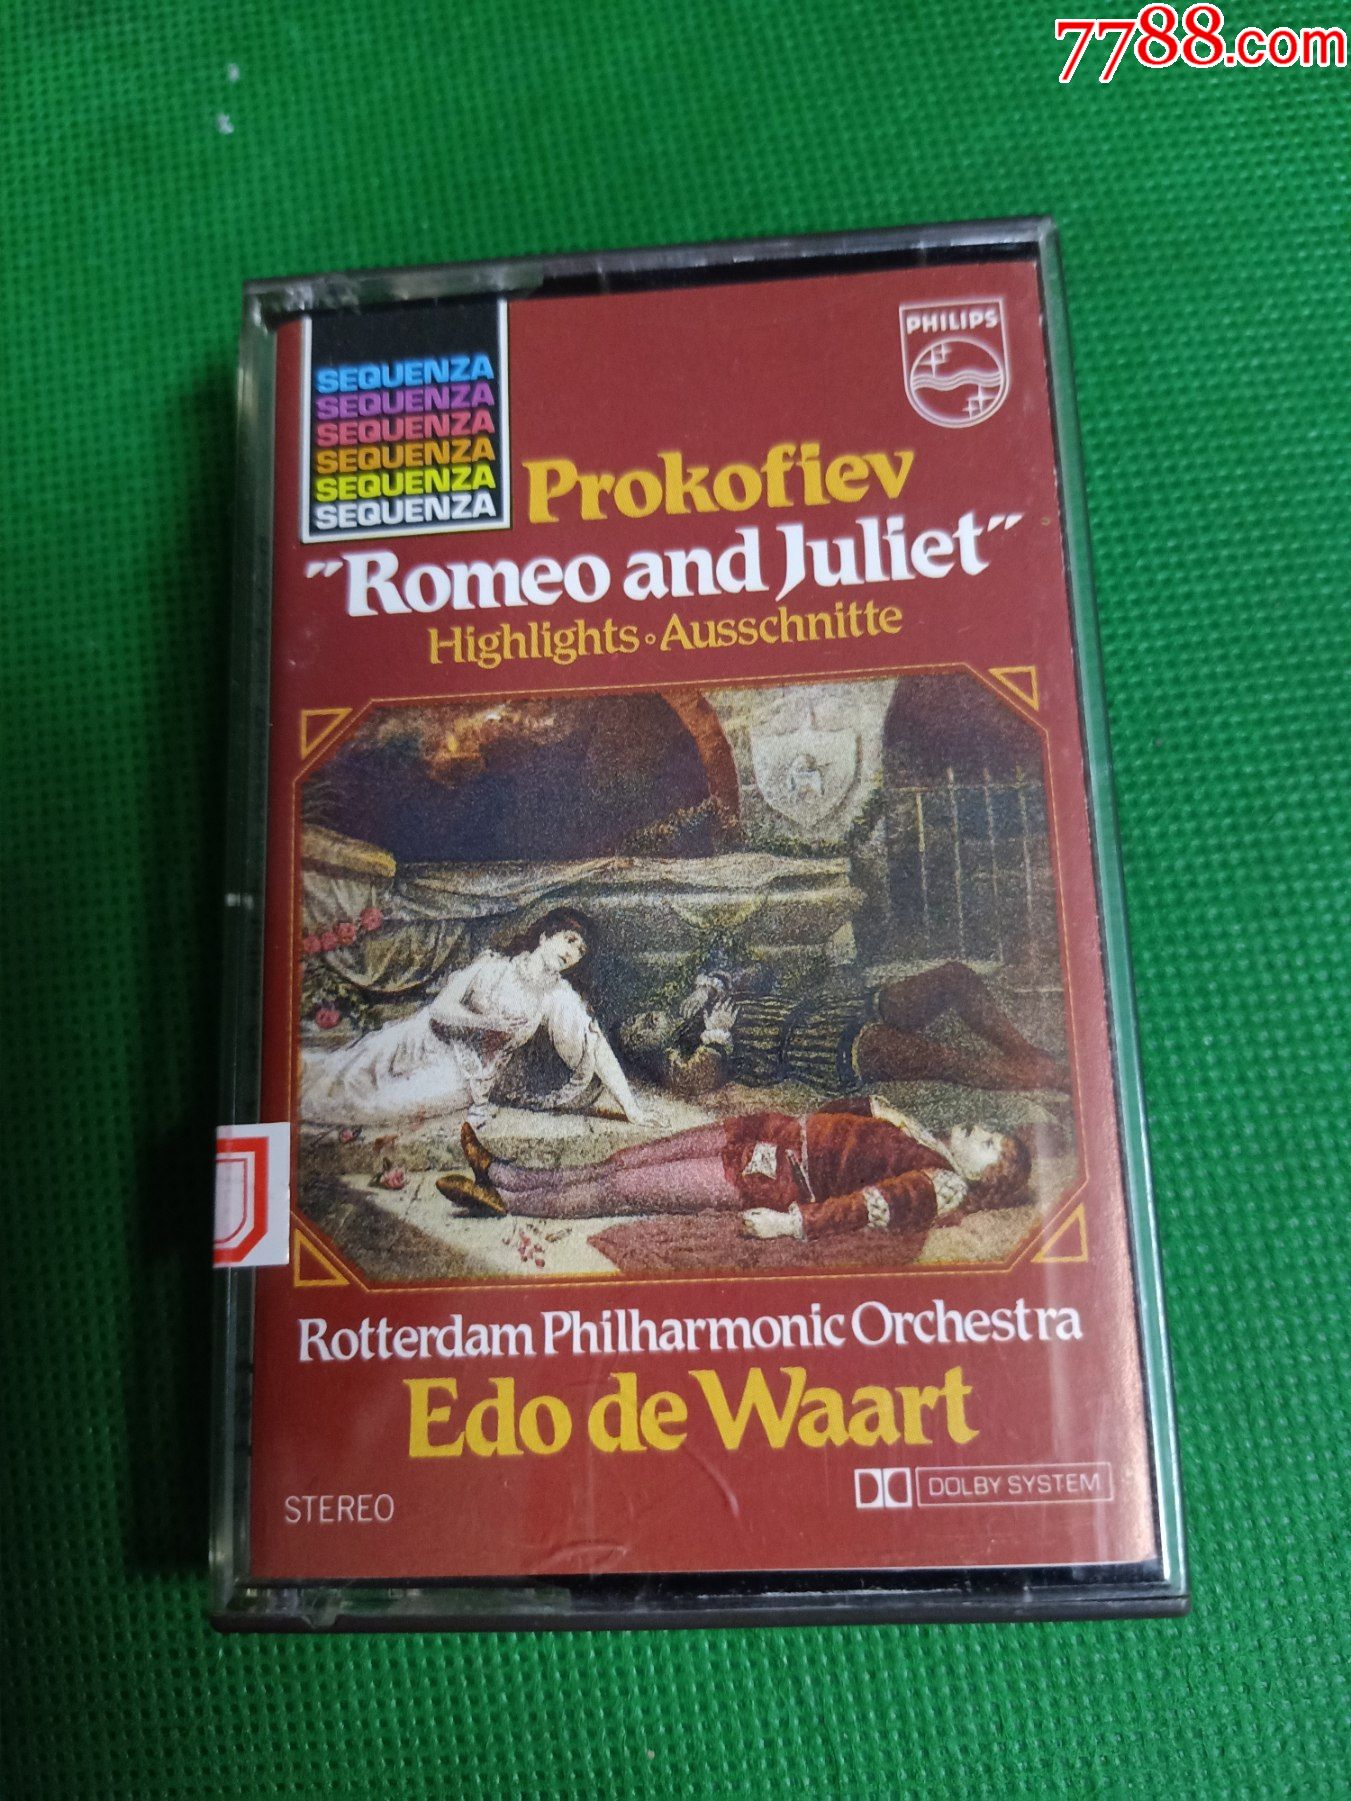 7788.com
PHILIPS
SEQUENZA
SEQUENZA
SEQUENZA
SEQUENZA
SEQUENZA
SEQUENZA
Prokofiev
"Romeo and Juliet"
Highlights◦Ausschnitte
Rotterdam Philharmonic Orchestra
Edo de Waart
STEREO
DOLBY SYSTEM